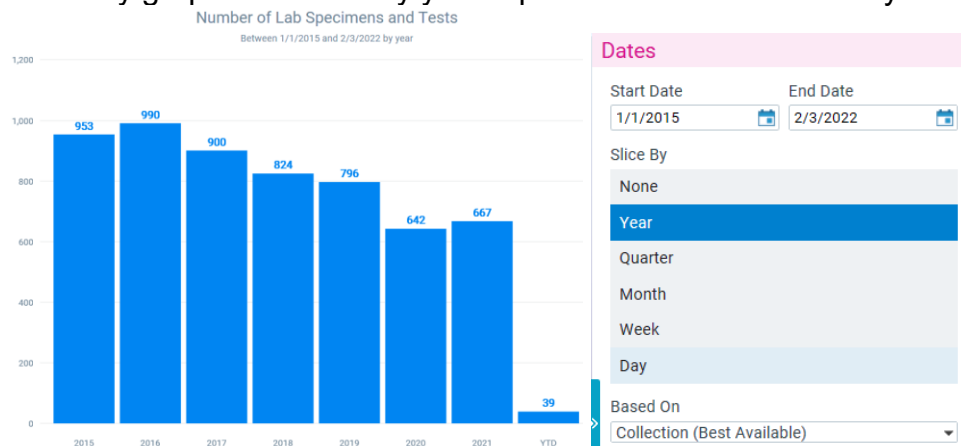 Number of Lab Specimens and Tests
Between 1/1/2015 and 2/3/2022 by year
1,200
1,000
800
600
400
200
0
953
990
900
824
796
642
667
39
2015
2016
2017
2018
2019
2020
2021
YTD
Dates
Start Date
End Date
1/1/2015
2/3/2022
Slice By
None
Year
Quarter
Month
Week
Day
Based On
Collection (Best Available)